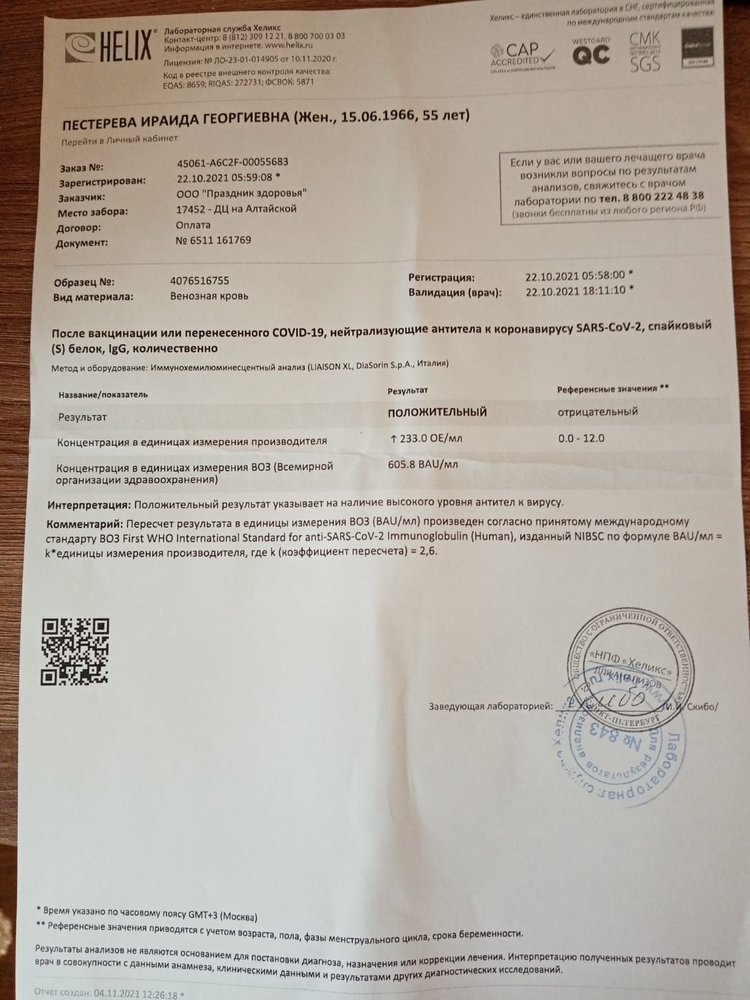 HELIX®
Лабораторная служба Хеликс
Контакт-центр: 8 (812) 309 12 21, 8 800 700 03 03
Информация в интернете: www.helix.ru
Лицензия: № ЛО-23-01-014905 от 10.11.2020 г.
Код в реестре внешнего контроля качества:
EQAS: 8659; RIQAS: 272731; ФСВОК: 5871
Хеликс – единственная лаборатория в СНГ, сертифицированная
по международным стандартам качества:
CAP
ACCREDITED
COLLEGE of AMERICAN PATHOLOGISTS
WESTGARD
QC
СМК
SGS
ПЕСТЕРЕВА ИРАИДА ГЕОРГИЕВНА (Жен., 15.06.1966, 55 лет)
Перейти в Личный кабинет
Заказ №: 45061-A6C2F-00055683
Зарегистрирован: 22.10.2021 05:59:08 *
Заказчик: ООО "Праздник здоровья"
Место забора: 17452 - ДЦ на Алтайской
Договор: Оплата
Документ: № 6511 161769
Если у вас или вашего лечащего врача
возникли вопросы по результатам
анализов, свяжитесь с врачом
лаборатории по тел. 8 800 222 48 38
(звонки бесплатны из любого региона РФ)
Образец №: 4076516755
Вид материала: Венозная кровь
Регистрация: 22.10.2021 05:58:00 *
Валидация (врач): 22.10.2021 18:11:10 *
После вакцинации или перенесенного COVID-19, нейтрализующие антитела к коронавирусу SARS-CoV-2, спайковый
(S) белок, IgG, количественно
Метод и оборудование: Иммунохемилюминесцентный анализ (LIAISON XL, DiaSorin S.p.A., Италия)
Название/показатель Результат Референсные значения **
Результат ПОЛОЖИТЕЛЬНЫЙ отрицательный
Концентрация в единицах измерения производителя ↑ 233.0 ОЕ/мл 0.0 - 12.0
Концентрация в единицах измерения ВОЗ (Всемирной 605.8 BAU/мл
организации здравоохранения)
Интерпретация: Положительный результат указывает на наличие высокого уровня антител к вирусу.
Комментарий: Пересчет результата в единицы измерения ВОЗ (BAU/мл) произведен согласно принятому международному
стандарту ВОЗ First WHO International Standard for anti-SARS-CoV-2 Immunoglobulin (Human), изданный NIBSC по формуле BAU/мл =
k*единицы измерения производителя, где k (коэффициент пересчета) = 2,6.
ОБЩЕСТВО С ОГРАНИЧЕННОЙ ОТВЕТСТВЕННОСТЬЮ
«НПФ «Хеликс»
ДЛЯ АНАЛИЗОВ
САНКТ-ПЕТЕРБУРГ
Заведующая лабораторией: Скибо /М.И. Скибо/
Лабораторная служба Хеликс
www.helix.ru
Для результатов анализов
№ 843
* Время указано по часовому поясу GMT+3 (Москва)
** Референсные значения приводятся с учетом возраста, пола, фазы менструального цикла, срока беременности.
Результаты анализов не являются основанием для постановки диагноза, назначения или коррекции лечения. Интерпретацию полученных результатов проводит
врач в совокупности с данными анамнеза, клиническими данными и результатами других диагностических исследований.
Отчет создан: 04.11.2021 12:26:18 *